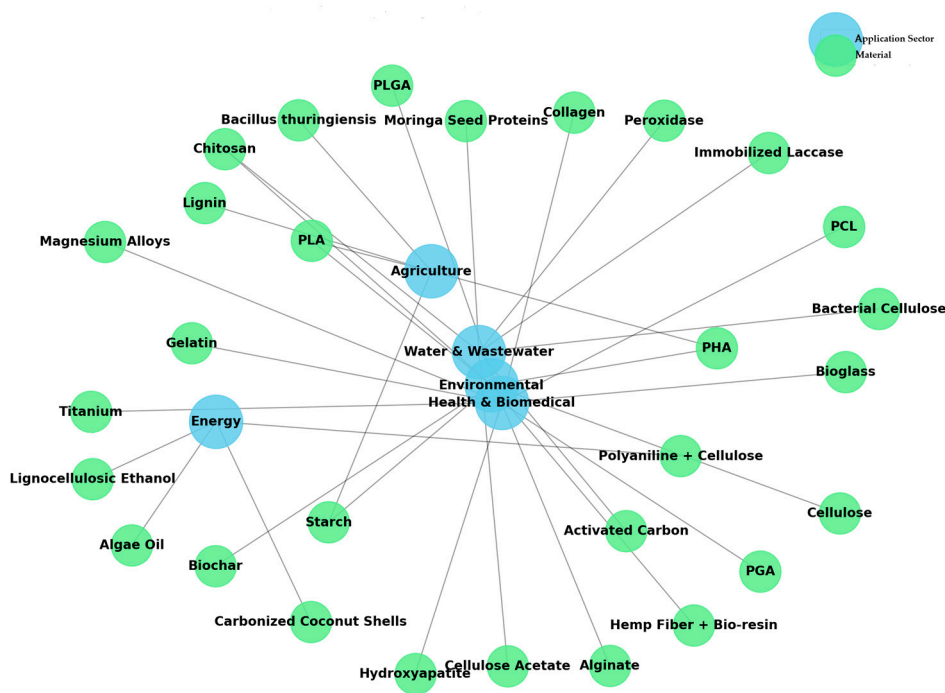 Application Sector
Material
PLGA
Collagen
Bacillus thuringiensis
Moringa Seed Proteins
Peroxidase
Chitosan
Immobilized Laccase
Lignin
PCL
Magnesium Alloys
PLA
Agriculture
Bacterial Cellulose
Gelatin
PHA
Water & Wastewater
Bioglass
Environmental
Health & Biomedical
Titanium
Energy
Polyaniline + Cellulose
Lignocellulosic Ethanol
Cellulose
Starch
Activated Carbon
Algae Oil
Biochar
PGA
Carbonized Coconut Shells
Hemp Fiber + Bio-resin
Hydroxyapatite
Cellulose Acetate
Alginate